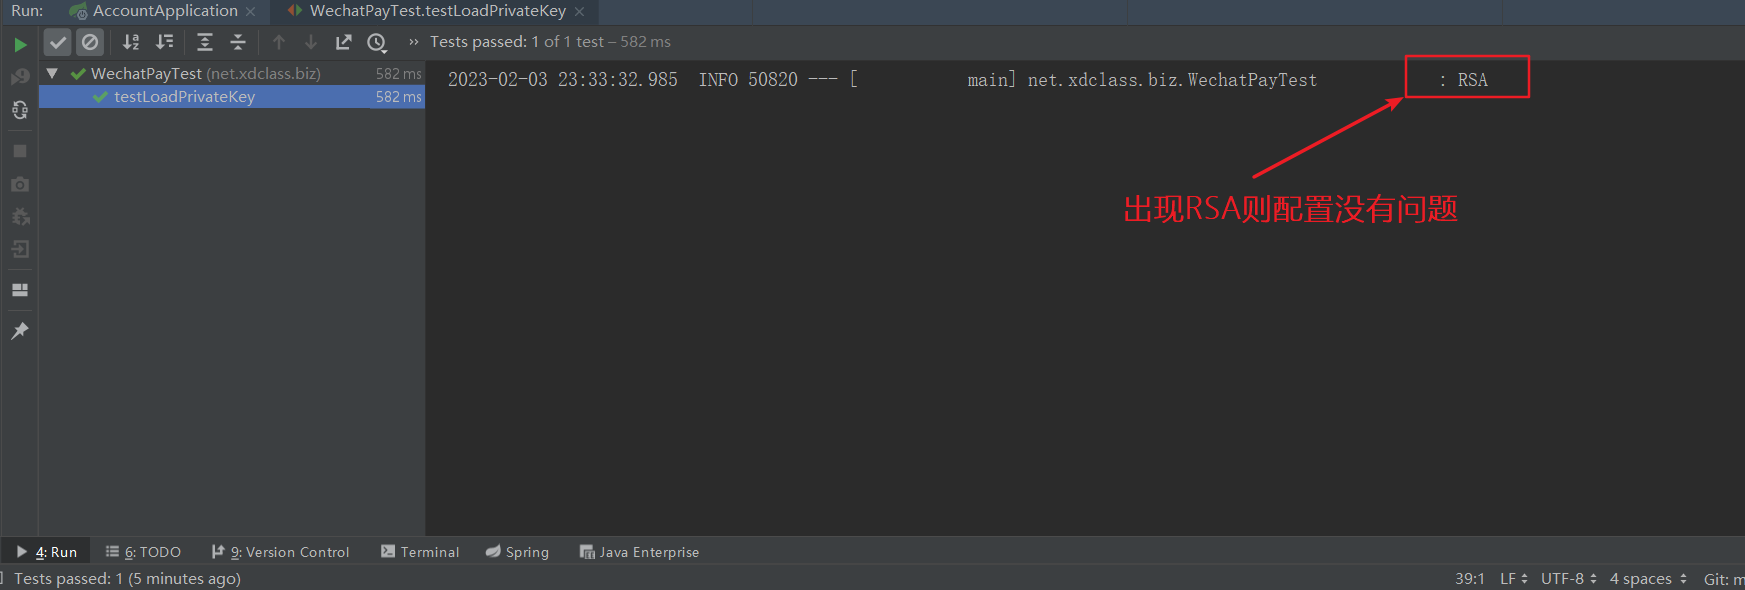 Run: AccountApplication WechatPayTest.testLoadPrivateKey
Tests passed: 1 of 1 test – 582 ms
WechatPayTest (net.xdclass.biz) 582 ms
testLoadPrivateKey 582 ms
2023-02-03 23:33:32.985 INFO 50820 --- [ main] net.xdclass.biz.WechatPayTest : RSA
出现RSA则配置没有问题
4: Run 6: TODO 9: Version Control Terminal Spring Java Enterprise
Tests passed: 1 (5 minutes ago) 39:1 LF UTF-8 4 spaces Git: m